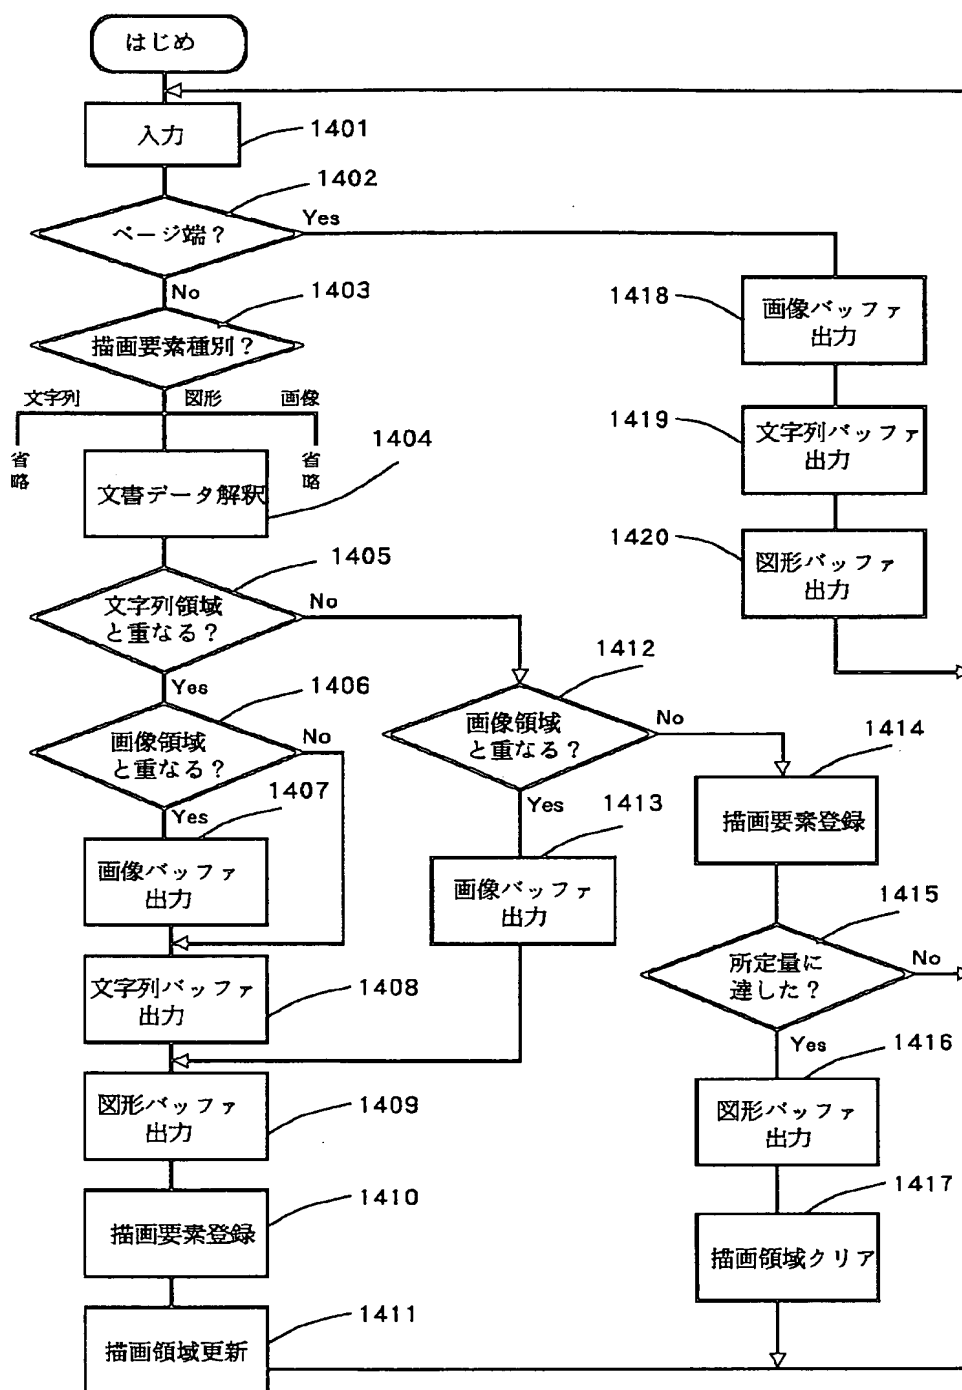 はじめ
入力
1401
1402
ページ端？
Yes
No
1403
描画要素種別？
文字列
図形
画像
省略
省略
1404
文書データ解釈
1405
文字列領域
と重なる？
No
Yes
1406
画像領域
と重なる？
No
Yes
1407
画像バッファ
出力
文字列バッファ
出力
1408
図形バッファ
出力
1409
描画要素登録
1410
描画領域更新
1411
1412
画像領域
と重なる？
No
Yes
1413
画像バッファ
出力
1414
描画要素登録
1415
所定量に
達した？
No
Yes
1416
図形バッファ
出力
1417
描画領域クリア
1418
画像バッファ
出力
1419
文字列バッファ
出力
1420
図形バッファ
出力